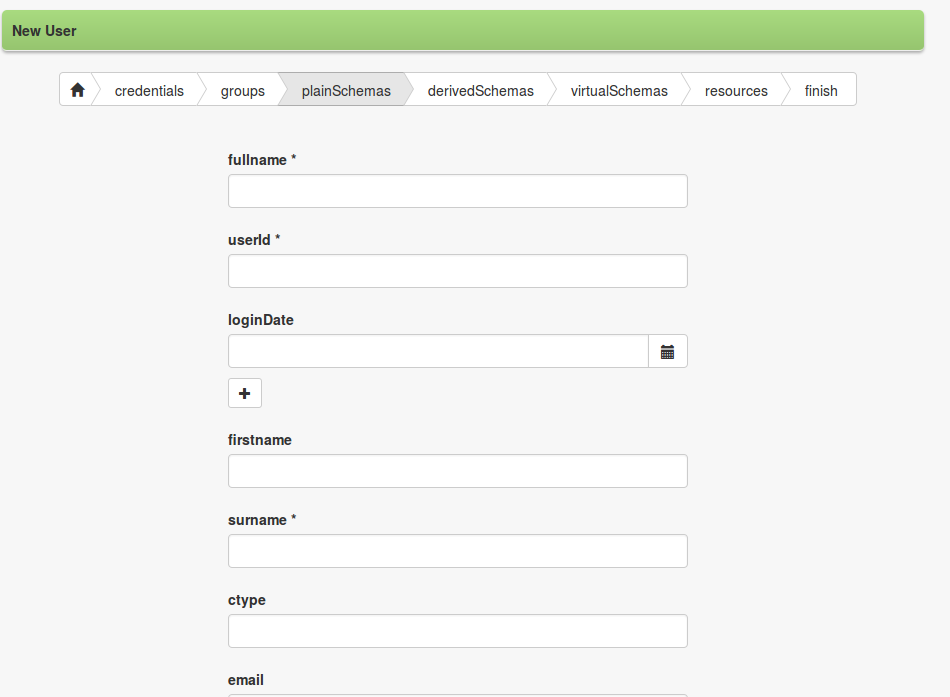 New User
credentials groups plainSchemas derivedSchemas virtualSchemas resources finish
fullname *
userId *
loginDate
firstname
surname *
ctype
email